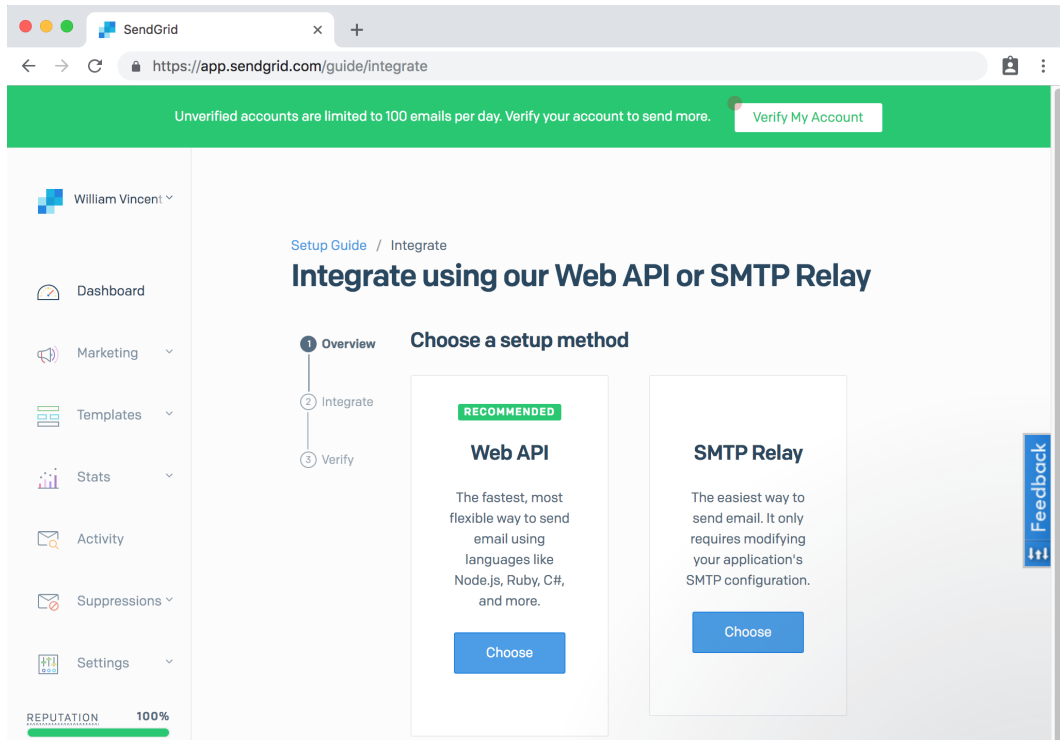 SendGrid
https://app.sendgrid.com/guide/integrate
Unverified accounts are limited to 100 emails per day. Verify your account to send more.
Verify My Account
William Vincent
Dashboard
Marketing
Templates
Stats
Activity
Suppressions
Settings
REPUTATION 100%
Setup Guide / Integrate
Integrate using our Web API or SMTP Relay
1 Overview
2 Integrate
3 Verify
Choose a setup method
RECOMMENDED
Web API
The fastest, most
flexible way to send
email using
languages like
Node.js, Ruby, C#,
and more.
Choose
SMTP Relay
The easiest way to
send email. It only
requires modifying
your application's
SMTP configuration.
Choose
Feedback